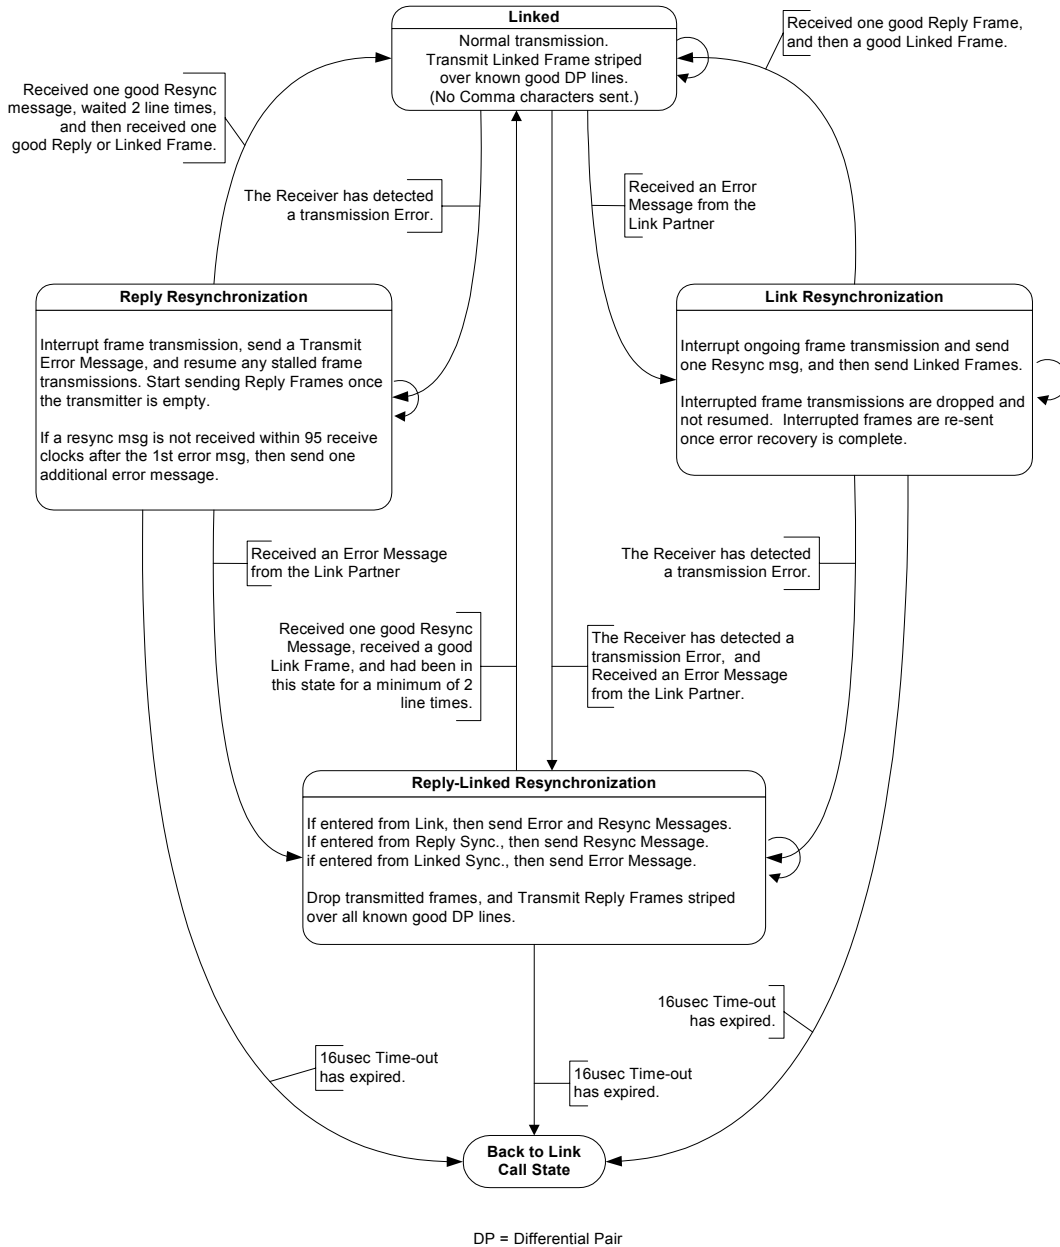 Linked
Normal transmission.
Transmit Linked Frame striped
over known good DP lines.
(No Comma characters sent.)
Received one good Reply Frame,
and then a good Linked Frame.
Received one good Resync
message, waited 2 line times,
and then received one
good Reply or Linked Frame.
The Receiver has detected
a transmission Error.
Received an Error
Message from the
Link Partner
Reply Resynchronization
Interrupt frame transmission, send a Transmit
Error Message, and resume any stalled frame
transmissions. Start sending Reply Frames once
the transmitter is empty.
If a resync msg is not received within 95 receive
clocks after the 1st error msg, then send one
additional error message.
Link Resynchronization
Interrupt ongoing frame transmission and send
one Resync msg, and then send Linked Frames.
Interrupted frame transmissions are dropped and
not resumed. Interrupted frames are re-sent
once error recovery is complete.
Received an Error Message
from the Link Partner
The Receiver has detected
a transmission Error.
Received one good Resync
Message, received a good
Link Frame, and had been in
this state for a minimum of 2
line times.
The Receiver has detected a
transmission Error, and
Received an Error Message
from the Link Partner.
Reply-Linked Resynchronization
If entered from Link, then send Error and Resync Messages.
If entered from Reply Sync., then send Resync Message.
if entered from Linked Sync., then send Error Message.
Drop transmitted frames, and Transmit Reply Frames striped
over all known good DP lines.
16usec Time-out
has expired.
16usec Time-out
has expired.
16usec Time-out
has expired.
Back to Link
Call State
DP = Differential Pair